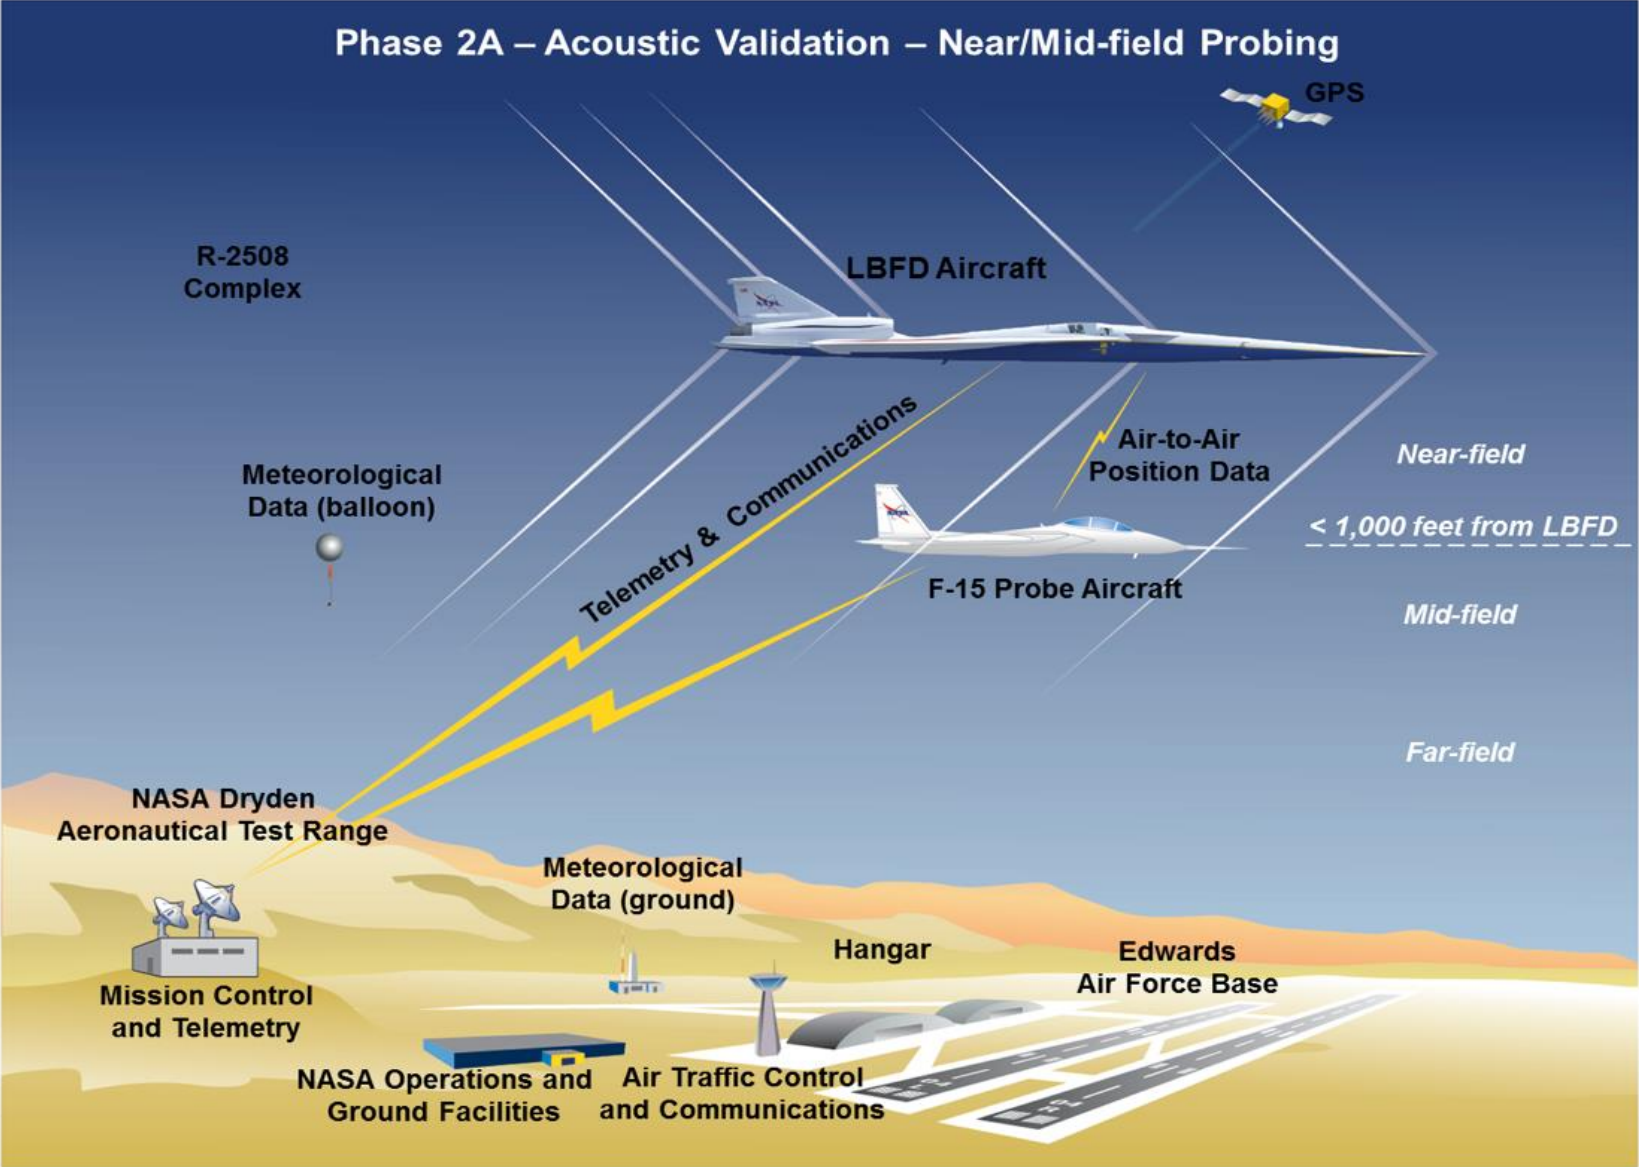 Phase 2A – Acoustic Validation – Near/Mid-field Probing
GPS
R-2508
Complex
LBFD Aircraft
NASA
Telemetry & Communications
Air-to-Air
Position Data
Near-field
Meteorological
Data (balloon)
NASA
< 1,000 feet from LBFD
F-15 Probe Aircraft
Mid-field
Far-field
NASA Dryden
Aeronautical Test Range
Meteorological
Data (ground)
Hangar
Edwards
Air Force Base
Mission Control
and Telemetry
NASA Operations and
Ground Facilities
Air Traffic Control
and Communications